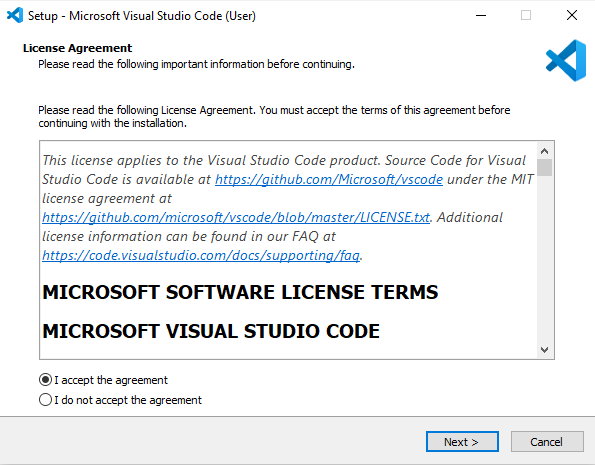 Setup - Microsoft Visual Studio Code (User)
License Agreement
Please read the following important information before continuing.
Please read the following License Agreement. You must accept the terms of this agreement before
continuing with the installation.
This license applies to the Visual Studio Code product. Source Code for Visual
Studio Code is available at https://github.com/Microsoft/vscode under the MIT
license agreement at
https://github.com/microsoft/vscode/blob/master/LICENSE.txt. Additional
license information can be found in our FAQ at
https://code.visualstudio.com/docs/supporting/faq.
MICROSOFT SOFTWARE LICENSE TERMS
MICROSOFT VISUAL STUDIO CODE
I accept the agreement
I do not accept the agreement
Next >
Cancel